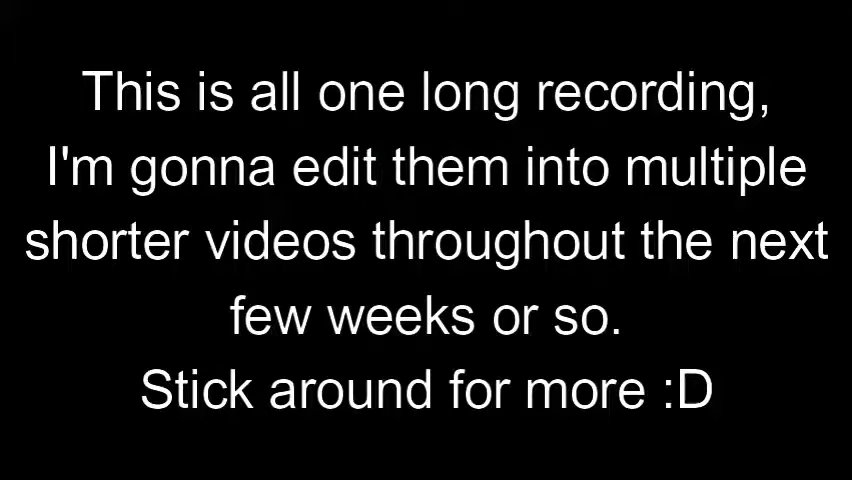 This is all one long recording,
I'm gonna edit them into multiple
shorter videos throughout the next
few weeks or so.
Stick around for more :D